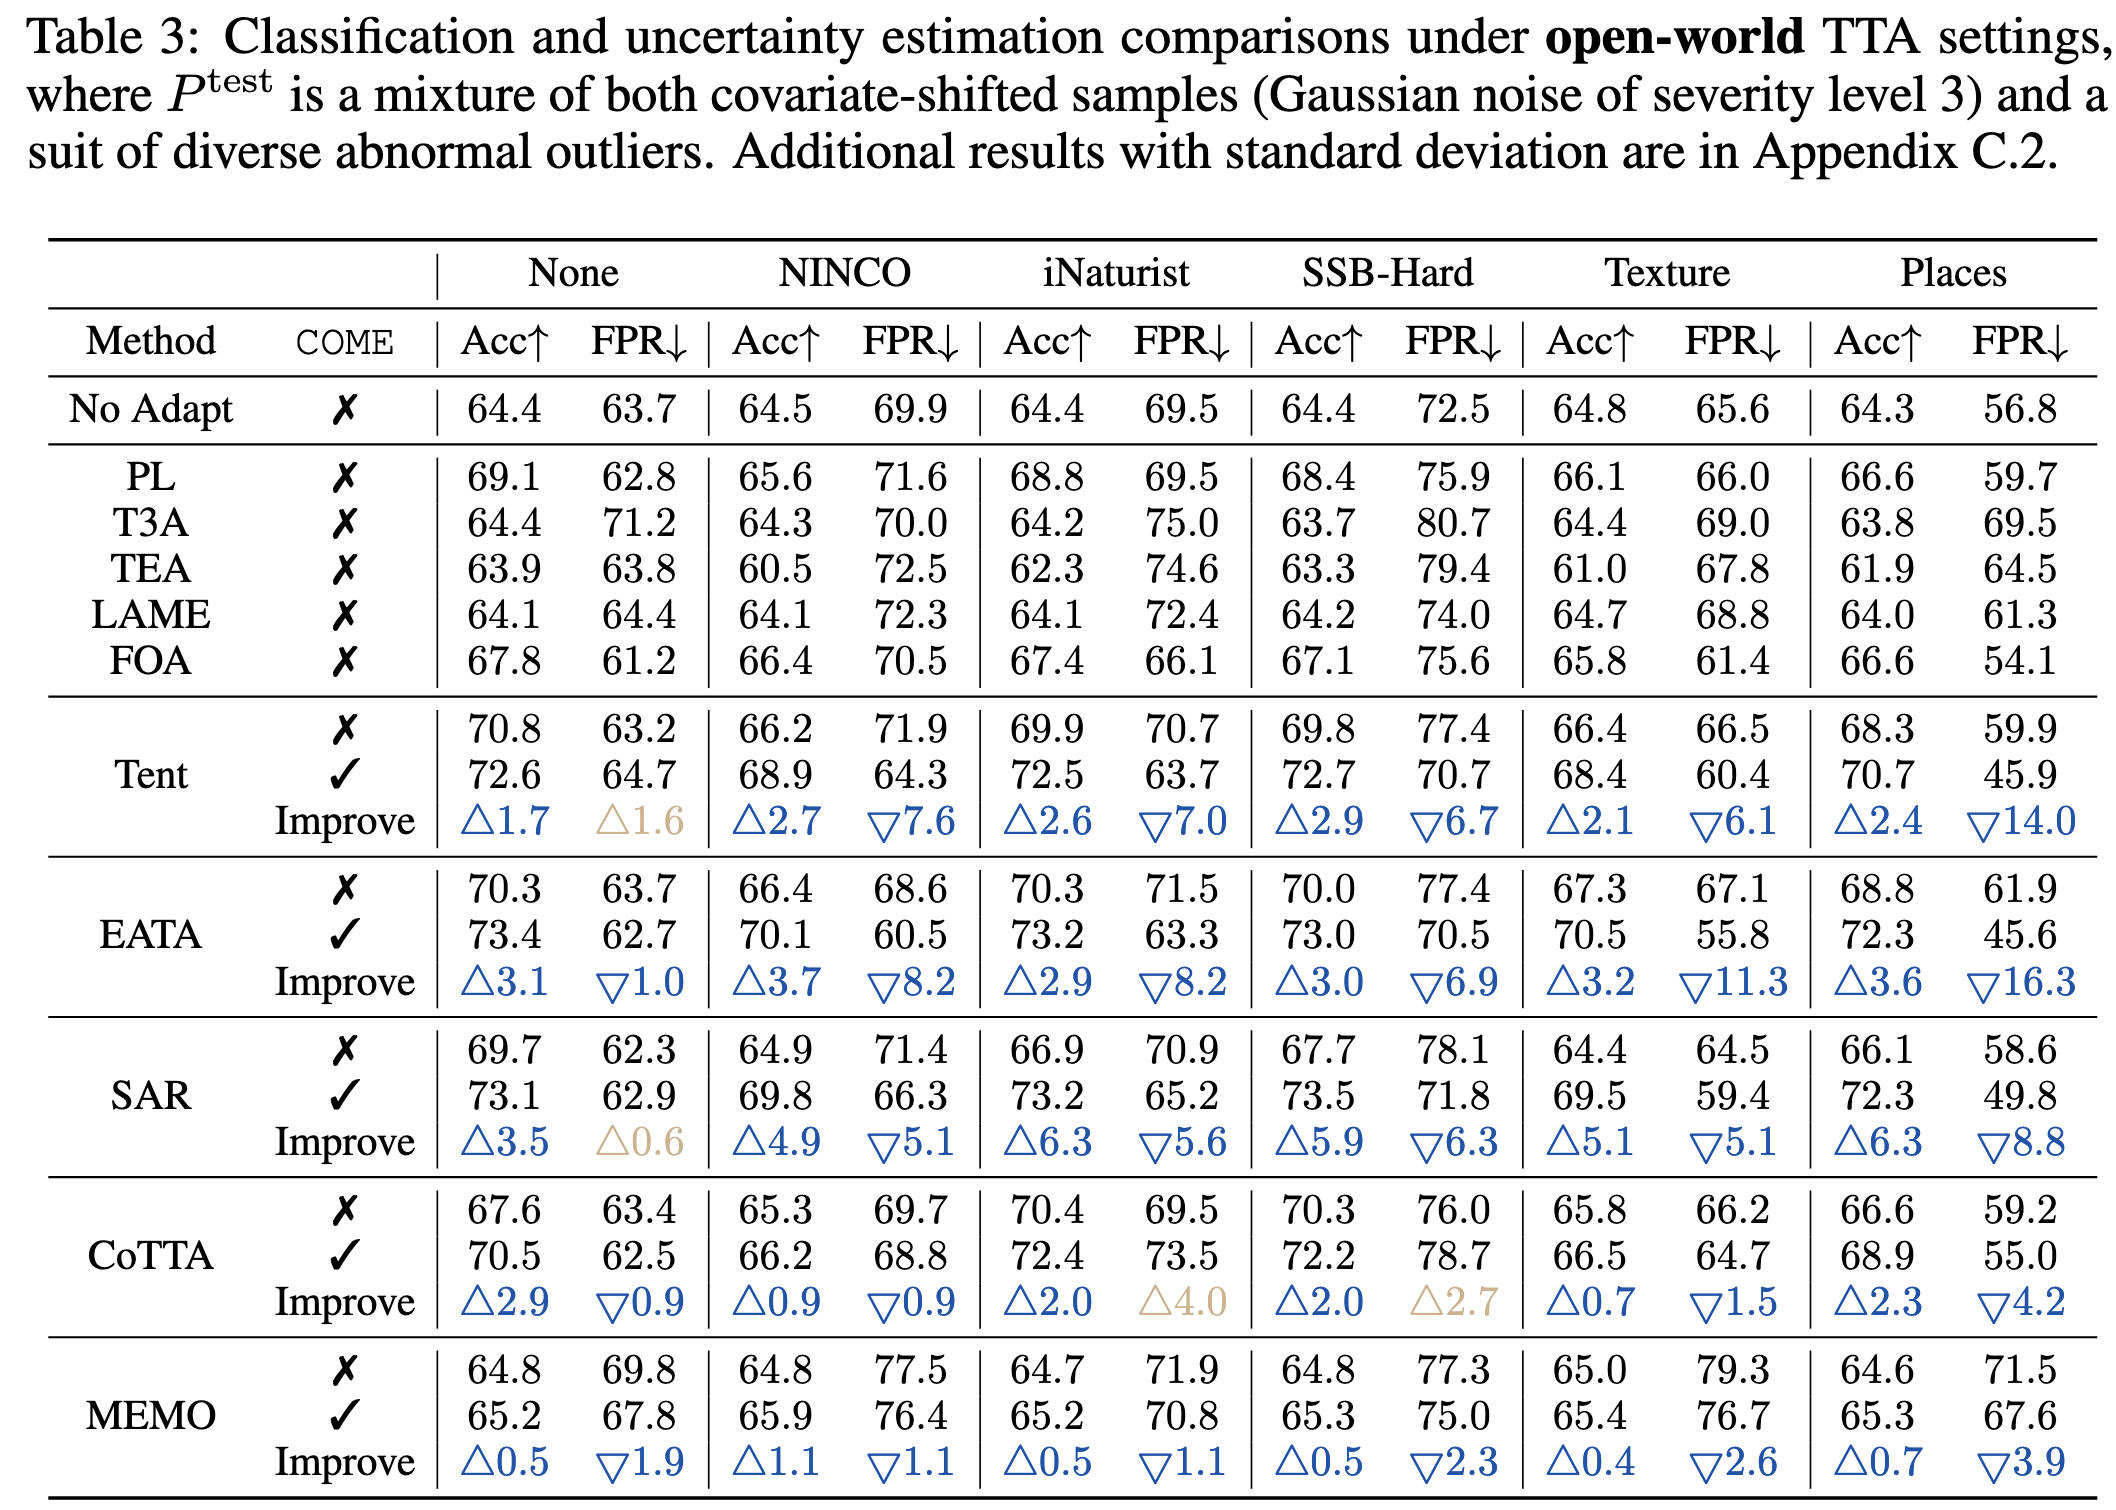 Table 3: Classification and uncertainty estimation comparisons under open-world TTA settings,
where P^test is a mixture of both covariate-shifted samples (Gaussian noise of severity level 3) and a
suit of diverse abnormal outliers. Additional results with standard deviation are in Appendix C.2.
None NINCO iNaturist SSB-Hard Texture Places
Method COME Acc↑ FPR↓ Acc↑ FPR↓ Acc↑ FPR↓ Acc↑ FPR↓ Acc↑ FPR↓ Acc↑ FPR↓
No Adapt ✗ 64.4 63.7 64.5 69.9 64.4 69.5 64.4 72.5 64.8 65.6 64.3 56.8
PL ✗ 69.1 62.8 65.6 71.6 68.8 69.5 68.4 75.9 66.1 66.0 66.6 59.7
T3A ✗ 64.4 71.2 64.3 70.0 64.2 75.0 63.7 80.7 64.4 69.0 63.8 69.5
TEA ✗ 63.9 63.8 60.5 72.5 62.3 74.6 63.3 79.4 61.0 67.8 61.9 64.5
LAME ✗ 64.1 64.4 64.1 72.3 64.1 72.4 64.2 74.0 64.7 68.8 64.0 61.3
FOA ✗ 67.8 61.2 66.4 70.5 67.4 66.1 67.1 75.6 65.8 61.4 66.6 54.1
✗ 70.8 63.2 66.2 71.9 69.9 70.7 69.8 77.4 66.4 66.5 68.3 59.9
Tent ✓ 72.6 64.7 68.9 64.3 72.5 63.7 72.7 70.7 68.4 60.4 70.7 45.9
Improve △1.7 △1.6 △2.7 ▽7.6 △2.6 ▽7.0 △2.9 ▽6.7 △2.1 ▽6.1 △2.4 ▽14.0
✗ 70.3 63.7 66.4 68.6 70.3 71.5 70.0 77.4 67.3 67.1 68.8 61.9
EATA ✓ 73.4 62.7 70.1 60.5 73.2 63.3 73.0 70.5 70.5 55.8 72.3 45.6
Improve △3.1 ▽1.0 △3.7 ▽8.2 △2.9 ▽8.2 △3.0 ▽6.9 △3.2 ▽11.3 △3.6 ▽16.3
✗ 69.7 62.3 64.9 71.4 66.9 70.9 67.7 78.1 64.4 64.5 66.1 58.6
SAR ✓ 73.1 62.9 69.8 66.3 73.2 65.2 73.5 71.8 69.5 59.4 72.3 49.8
Improve △3.5 △0.6 △4.9 ▽5.1 △6.3 ▽5.6 △5.9 ▽6.3 △5.1 ▽5.1 △6.3 ▽8.8
✗ 67.6 63.4 65.3 69.7 70.4 69.5 70.3 76.0 65.8 66.2 66.6 59.2
CoTTA ✓ 70.5 62.5 66.2 68.8 72.4 73.5 72.2 78.7 66.5 64.7 68.9 55.0
Improve △2.9 ▽0.9 △0.9 ▽0.9 △2.0 △4.0 △2.0 △2.7 △0.7 ▽1.5 △2.3 ▽4.2
✗ 64.8 69.8 64.8 77.5 64.7 71.9 64.8 77.3 65.0 79.3 64.6 71.5
MEMO ✓ 65.2 67.8 65.9 76.4 65.2 70.8 65.3 75.0 65.4 76.7 65.3 67.6
Improve △0.5 ▽1.9 △1.1 ▽1.1 △0.5 ▽1.1 △0.5 ▽2.3 △0.4 ▽2.6 △0.7 ▽3.9